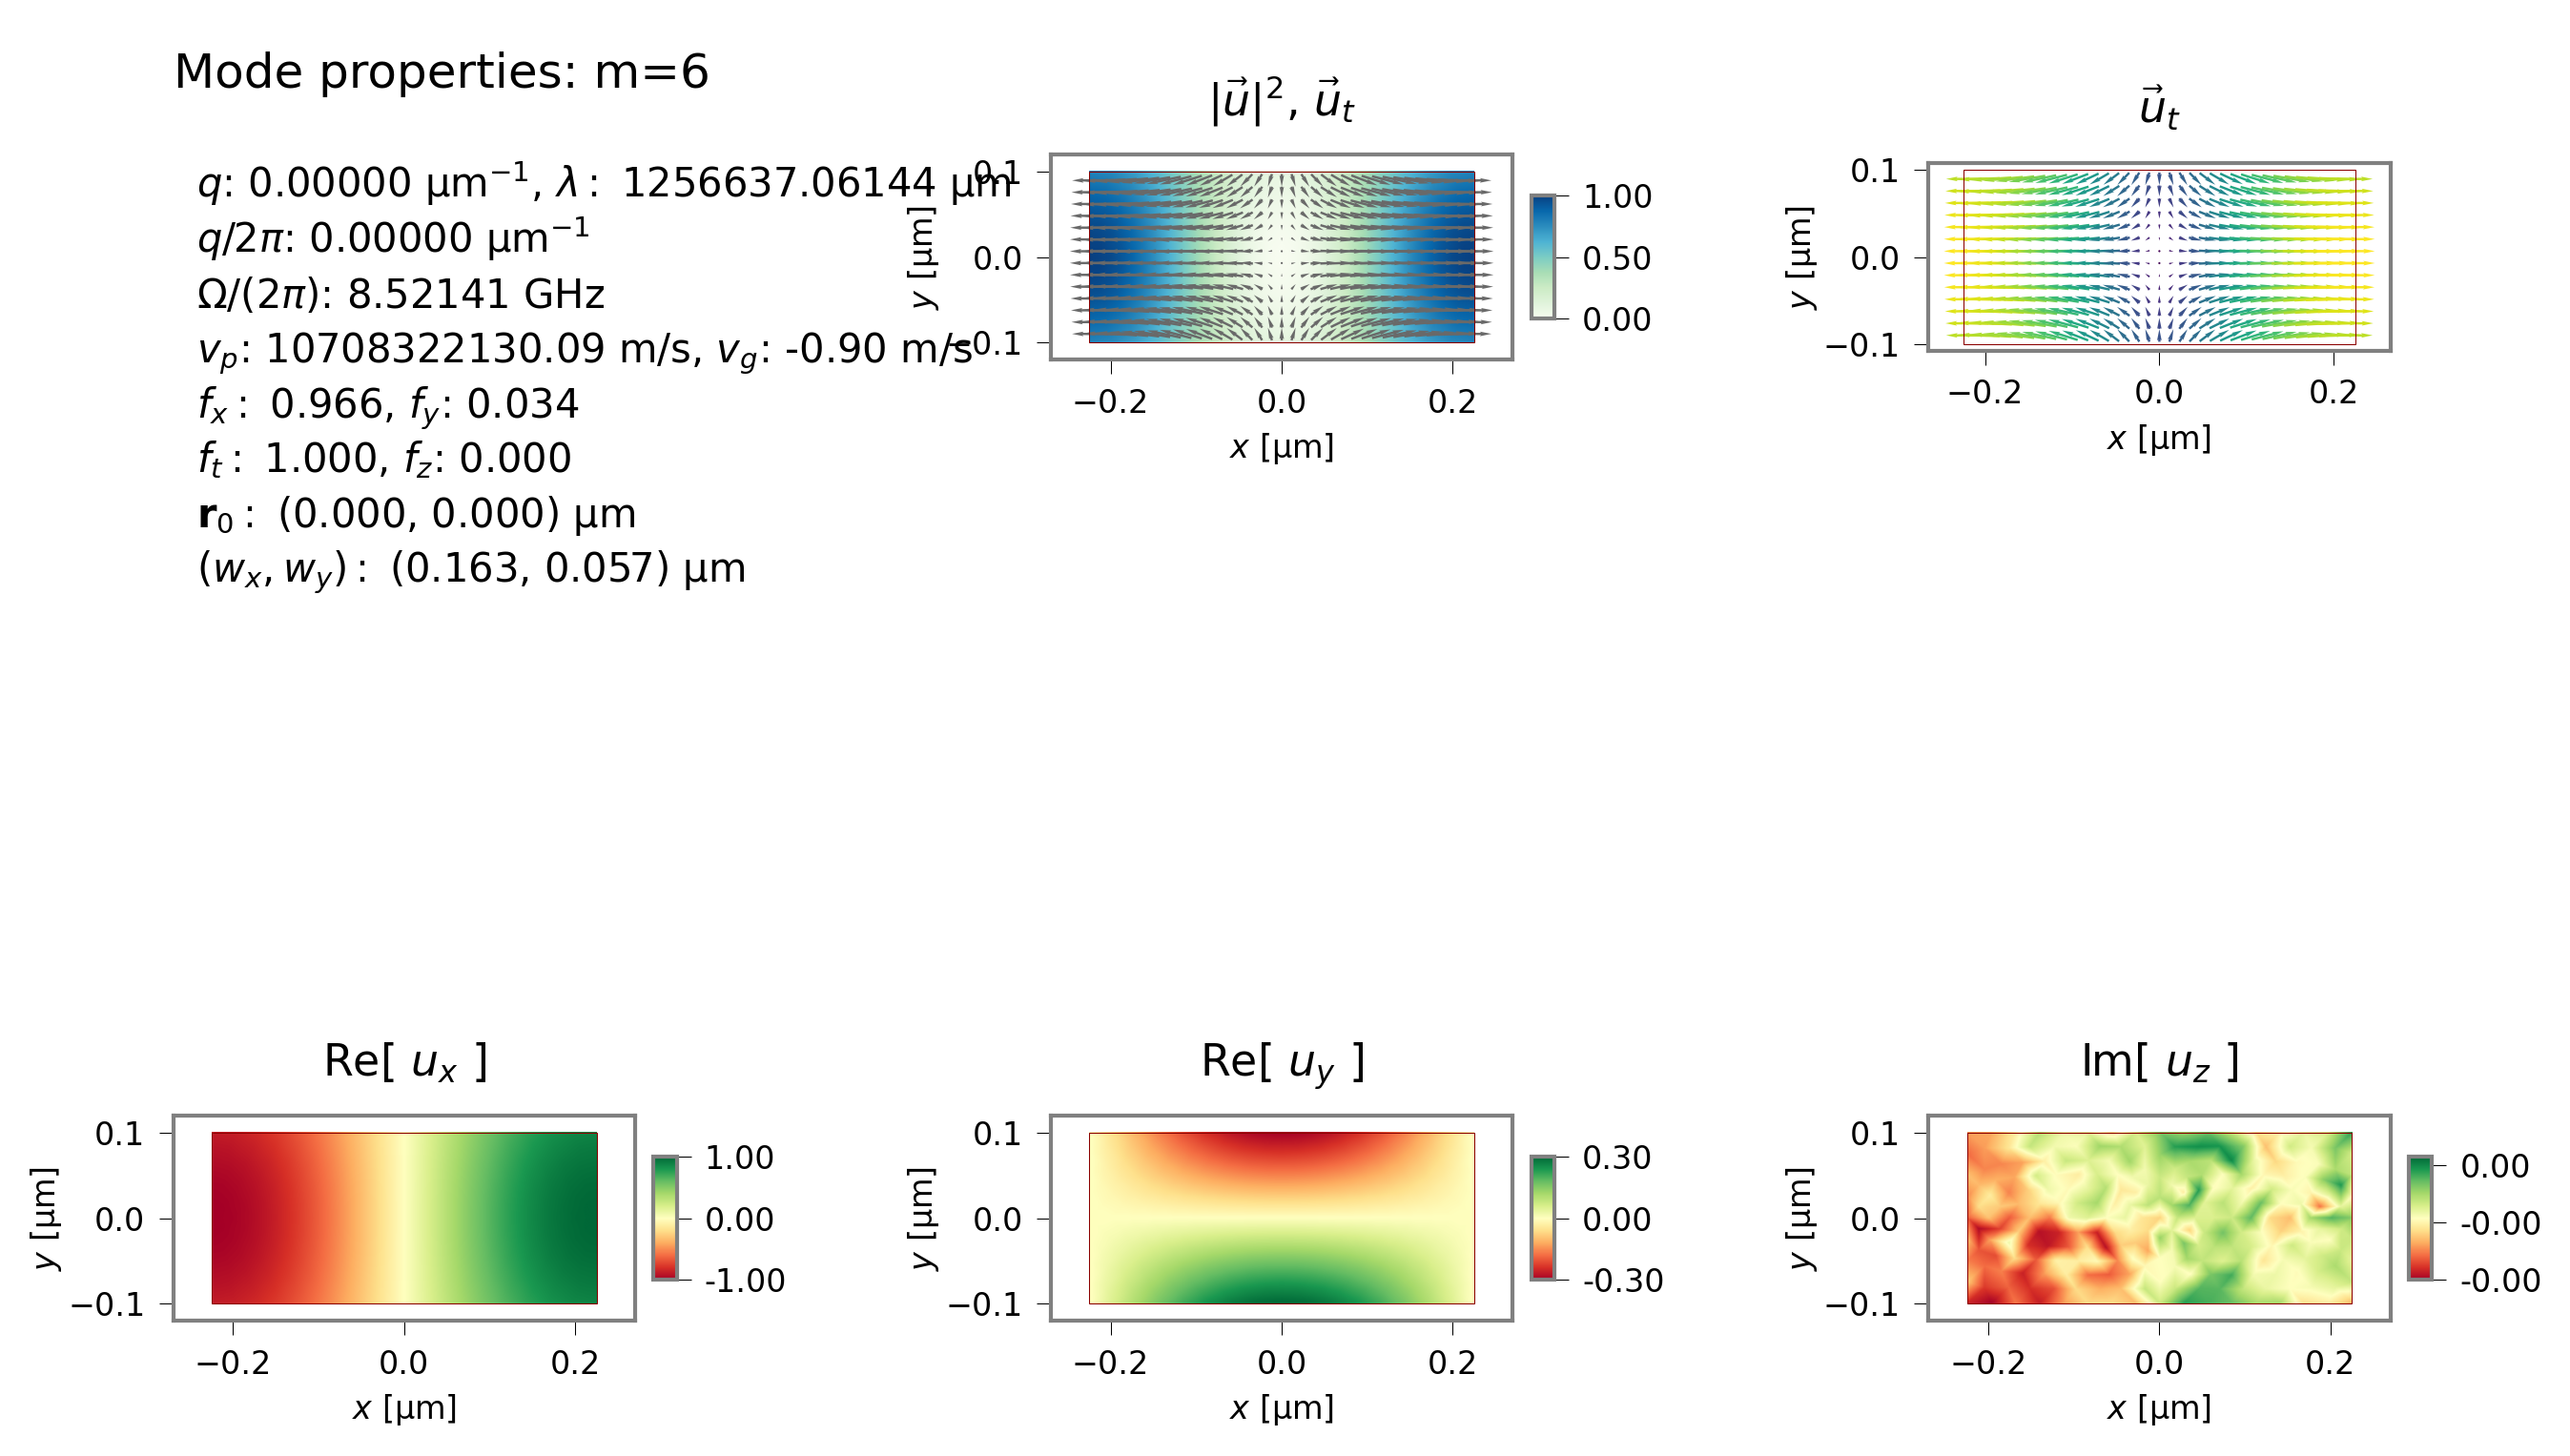 Mode properties: m=6
q: 0.00000 μm⁻¹, λ: 1256637.06144 μm
q/2π: 0.00000 μm⁻¹
Ω/(2π): 8.52141 GHz
v_p: 10708322130.09 m/s, v_g: -0.90 m/s
f_x: 0.966, f_y: 0.034
f_t: 1.000, f_z: 0.000
r₀: (0.000, 0.000) μm
(w_x, w_y): (0.163, 0.057) μm
|u⃗|², u⃗_t
0.1
0.0
−0.1
y [μm]
−0.2 0.0 0.2
x [μm]
1.00
0.50
0.00
u⃗_t
0.1
0.0
−0.1
y [μm]
−0.2 0.0 0.2
x [μm]
Re[ u_x ]
0.1
0.0
−0.1
y [μm]
−0.2 0.0 0.2
x [μm]
1.00
0.00
-1.00
Re[ u_y ]
0.1
0.0
−0.1
y [μm]
−0.2 0.0 0.2
x [μm]
0.30
0.00
-0.30
Im[ u_z ]
0.1
0.0
−0.1
y [μm]
−0.2 0.0 0.2
x [μm]
0.00
-0.00
-0.00